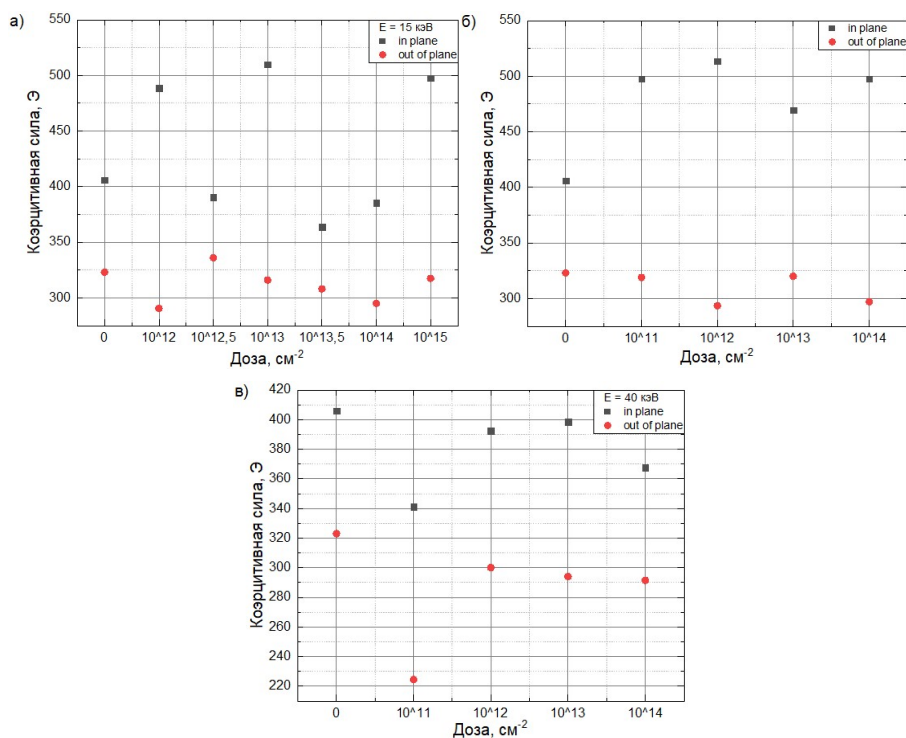 а)
E = 15 кэВ
in plane
out of plane
550
500
450
400
350
300
Коэрцитивная сила, Э
0 10^12 10^12,5 10^13 10^13,5 10^14 10^15
Доза, см-2
б)
in plane
out of plane
550
500
450
400
350
300
Коэрцитивная сила, Э
0 10^11 10^12 10^13 10^14
Доза, см-2
в)
E = 40 кэВ
in plane
out of plane
420
400
380
360
340
320
300
280
260
240
220
Коэрцитивная сила, Э
0 10^11 10^12 10^13 10^14
Доза, см-2